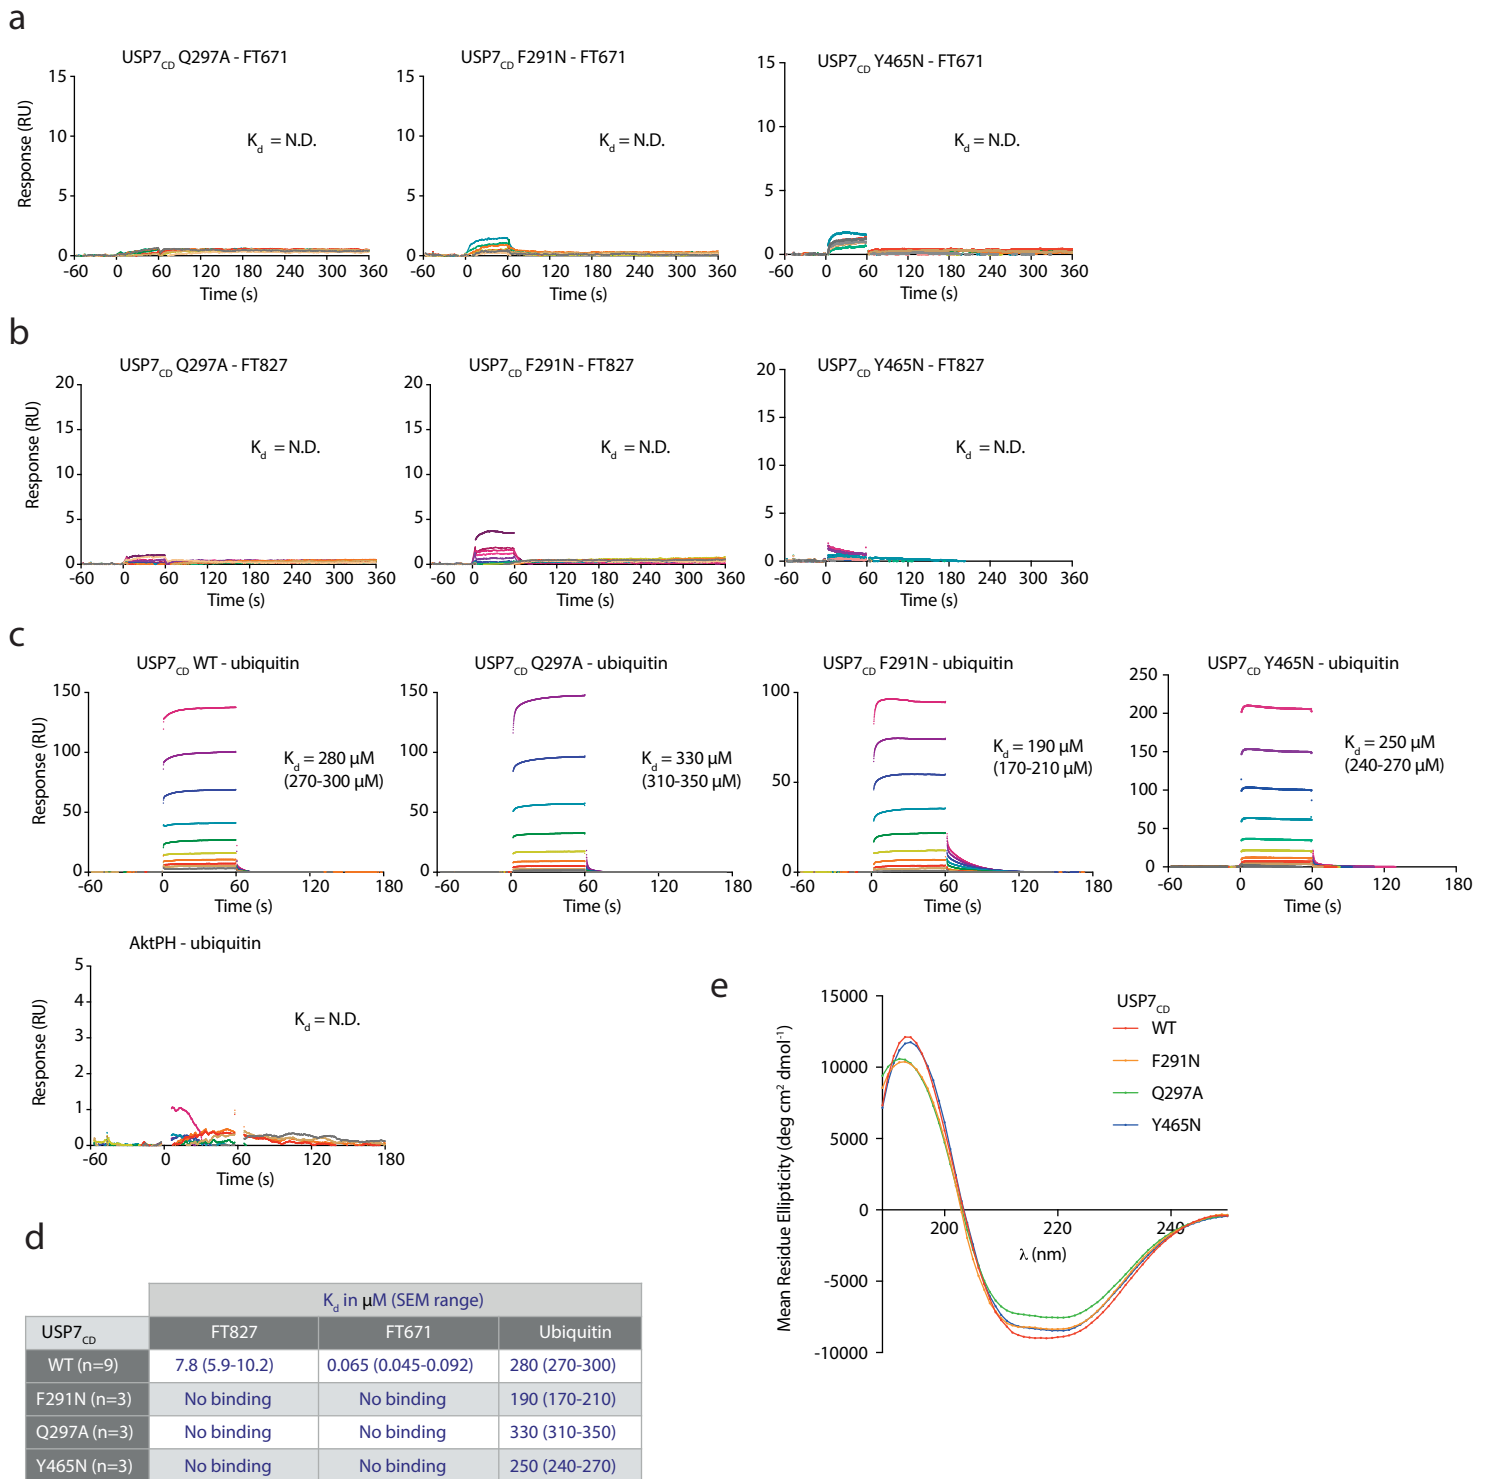 a
USP7CD Q297A - FT671
USP7CD F291N - FT671
USP7CD Y465N - FT671
15
10
5
0
Response (RU)
Kd = N.D.
-60 0 60 120 180 240 300 360
Time (s)
15
10
5
0
Kd = N.D.
-60 0 60 120 180 240 300 360
Time (s)
15
10
5
0
Kd = N.D.
-60 0 60 120 180 240 300 360
Time (s)
b
USP7CD Q297A - FT827
USP7CD F291N - FT827
USP7CD Y465N - FT827
20
15
10
5
0
Response (RU)
Kd = N.D.
-60 0 60 120 180 240 300 360
Time (s)
20
15
10
5
0
Kd = N.D.
-60 0 60 120 180 240 300 360
Time (s)
20
15
10
5
0
Kd = N.D.
-60 0 60 120 180 240 300 360
Time (s)
c
USP7CD WT - ubiquitin
USP7CD Q297A - ubiquitin
USP7CD F291N - ubiquitin
USP7CD Y465N - ubiquitin
150
100
50
0
Response (RU)
Kd = 280 µM
(270-300 µM)
-60 0 60 120 180
Time (s)
150
100
50
0
Kd = 330 µM
(310-350 µM)
-60 0 60 120 180
Time (s)
100
50
0
Kd = 190 µM
(170-210 µM)
-60 0 60 120 180
Time (s)
250
200
150
100
50
0
Kd = 250 µM
(240-270 µM)
-60 0 60 120 180
Time (s)
AktPH - ubiquitin
5
4
3
2
1
0
Response (RU)
Kd = N.D.
-60 0 60 120 180
Time (s)
d
Kd in µM (SEM range)
USP7CD FT827 FT671 Ubiquitin
WT (n=9) 7.8 (5.9-10.2) 0.065 (0.045-0.092) 280 (270-300)
F291N (n=3) No binding No binding 190 (170-210)
Q297A (n=3) No binding No binding 330 (310-350)
Y465N (n=3) No binding No binding 250 (240-270)
e
15000
10000
5000
0
-5000
-10000
Mean Residue Ellipticity (deg cm² dmol⁻¹)
200 220 240
λ (nm)
USP7CD
WT
F291N
Q297A
Y465N